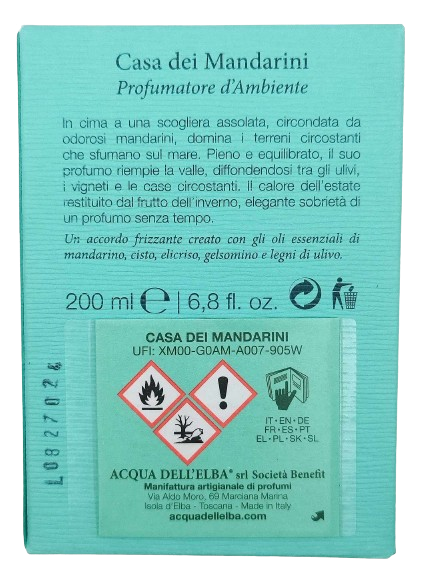 Casa dei Mandarini
Profumatore d'Ambiente
In cima a una scogliera assolata, circondata da
odorosi mandarini, domina i terreni circostanti
che sfumano sul mare. Pieno e equilibrato, il suo
profumo riempie la valle, diffondendosi tra gli ulivi,
i vigneti e le case circostanti. Il calore dell'estate
restituito dal frutto dell'inverno, elegante sobrietà di
un profumo senza tempo.
Un accordo frizzante creato con gli oli essenziali di
mandarino, cisto, elicriso, gelsomino e legni di ulivo.
200 ml ℮ | 6,8 fl. oz.
CASA DEI MANDARINI
UFI: XM00-G0AM-A007-905W
IT • EN • DE
FR • ES • PT
EL • PL • SK • SL
ACQUA DELL'ELBA® srl Società Benefit
Manifattura artigianale di profumi
Via Aldo Moro, 69 Marciana Marina
Isola d'Elba - Toscana - Made in Italy
acquadellelba.com